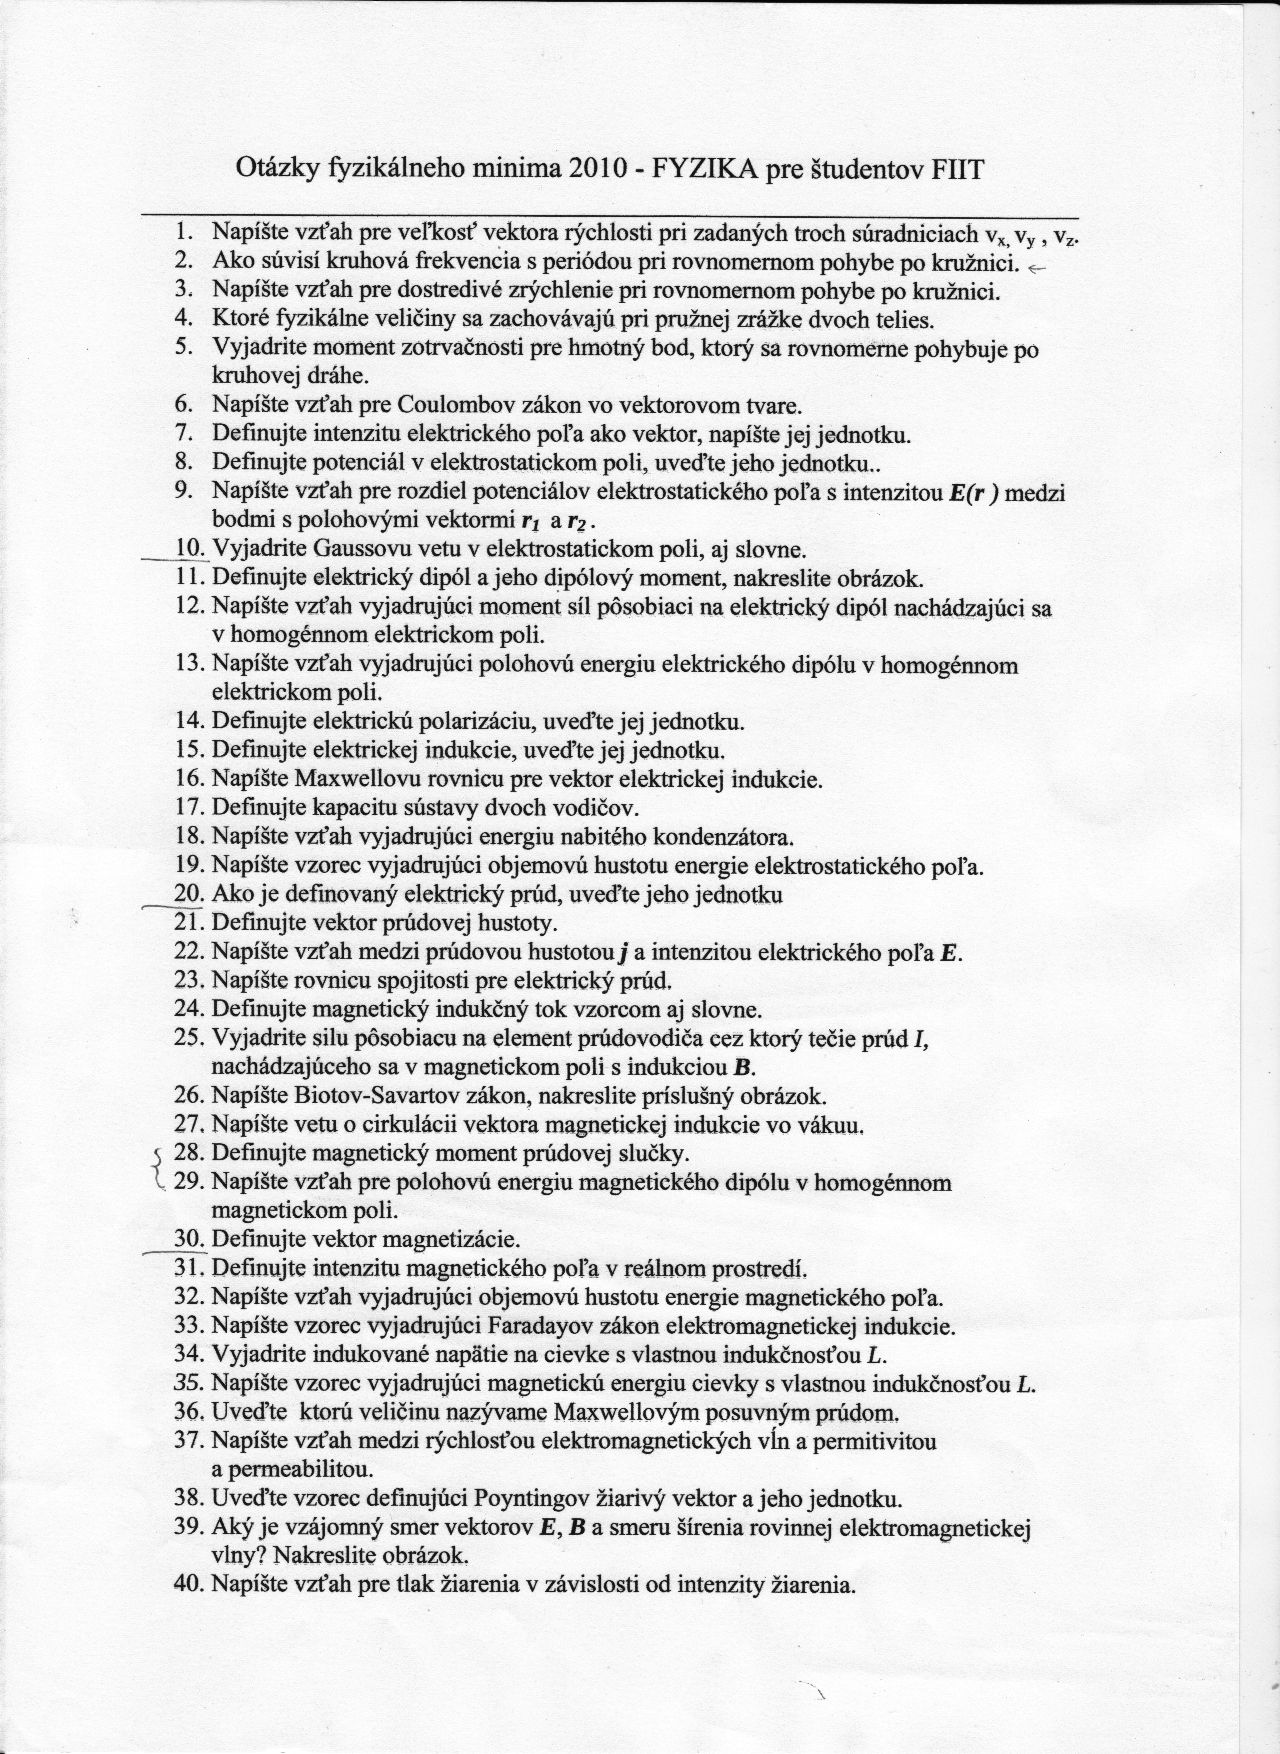 Otázky fyzikálneho minima 2010 - FYZIKA pre študentov FIIT
1. Napíšte vzťah pre veľkosť vektora rýchlosti pri zadaných troch súradniciach vx, vy , vz.
2. Ako súvisí kruhová frekvencia s periódou pri rovnomernom pohybe po kružnici. ←
3. Napíšte vzťah pre dostredivé zrýchlenie pri rovnomernom pohybe po kružnici.
4. Ktoré fyzikálne veličiny sa zachovávajú pri pružnej zrážke dvoch telies.
5. Vyjadrite moment zotrvačnosti pre hmotný bod, ktorý sa rovnomerne pohybuje po
kruhovej dráhe.
6. Napíšte vzťah pre Coulombov zákon vo vektorovom tvare.
7. Definujte intenzitu elektrického poľa ako vektor, napíšte jej jednotku.
8. Definujte potenciál v elektrostatickom poli, uveďte jeho jednotku..
9. Napíšte vzťah pre rozdiel potenciálov elektrostatického poľa s intenzitou E(r ) medzi
bodmi s polohovými vektormi r1 a r2 .
10. Vyjadrite Gaussovu vetu v elektrostatickom poli, aj slovne.
11. Definujte elektrický dipól a jeho dipólový moment, nakreslite obrázok.
12. Napíšte vzťah vyjadrujúci moment síl pôsobiaci na elektrický dipól nachádzajúci sa
v homogénnom elektrickom poli.
13. Napíšte vzťah vyjadrujúci polohovú energiu elektrického dipólu v homogénnom
elektrickom poli.
14. Definujte elektrickú polarizáciu, uveďte jej jednotku.
15. Definujte elektrickej indukcie, uveďte jej jednotku.
16. Napíšte Maxwellovu rovnicu pre vektor elektrickej indukcie.
17. Definujte kapacitu sústavy dvoch vodičov.
18. Napíšte vzťah vyjadrujúci energiu nabitého kondenzátora.
19. Napíšte vzorec vyjadrujúci objemovú hustotu energie elektrostatického poľa.
20. Ako je definovaný elektrický prúd, uveďte jeho jednotku
21. Definujte vektor prúdovej hustoty.
22. Napíšte vzťah medzi prúdovou hustotou j a intenzitou elektrického poľa E.
23. Napíšte rovnicu spojitosti pre elektrický prúd.
24. Definujte magnetický indukčný tok vzorcom aj slovne.
25. Vyjadrite silu pôsobiacu na element prúdovodiča cez ktorý tečie prúd I,
nachádzajúceho sa v magnetickom poli s indukciou B.
26. Napíšte Biotov-Savartov zákon, nakreslite príslušný obrázok.
27. Napíšte vetu o cirkulácii vektora magnetickej indukcie vo vákuu.
28. Definujte magnetický moment prúdovej slučky.
29. Napíšte vzťah pre polohovú energiu magnetického dipólu v homogénnom
magnetickom poli.
30. Definujte vektor magnetizácie.
31. Definujte intenzitu magnetického poľa v reálnom prostredí.
32. Napíšte vzťah vyjadrujúci objemovú hustotu energie magnetického poľa.
33. Napíšte vzorec vyjadrujúci Faradayov zákon elektromagnetickej indukcie.
34. Vyjadrite indukované napätie na cievke s vlastnou indukčnosťou L.
35. Napíšte vzorec vyjadrujúci magnetickú energiu cievky s vlastnou indukčnosťou L.
36. Uveďte ktorú veličinu nazývame Maxwellovým posuvným prúdom.
37. Napíšte vzťah medzi rýchlosťou elektromagnetických vĺn a permitivitou
a permeabilitou.
38. Uveďte vzorec definujúci Poyntingov žiarivý vektor a jeho jednotku.
39. Aký je vzájomný smer vektorov E, B a smeru šírenia rovinnej elektromagnetickej
vlny? Nakreslite obrázok.
40. Napíšte vzťah pre tlak žiarenia v závislosti od intenzity žiarenia.